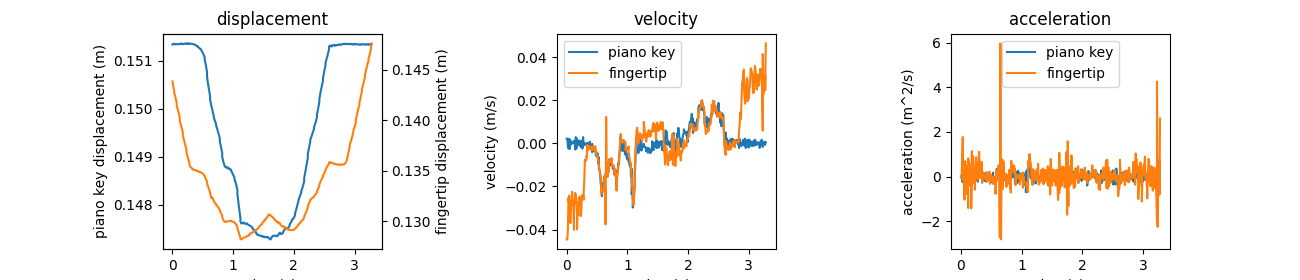 displacement
piano key displacement (m)
0.151
0.150
0.149
0.148
0 1 2 3
fingertip displacement (m)
0.145
0.140
0.135
0.130
velocity
velocity (m/s)
0.04
0.02
0.00
−0.02
−0.04
0 1 2 3
piano key
fingertip
acceleration
acceleration (m^2/s)
6
4
2
0
−2
0 1 2 3
piano key
fingertip